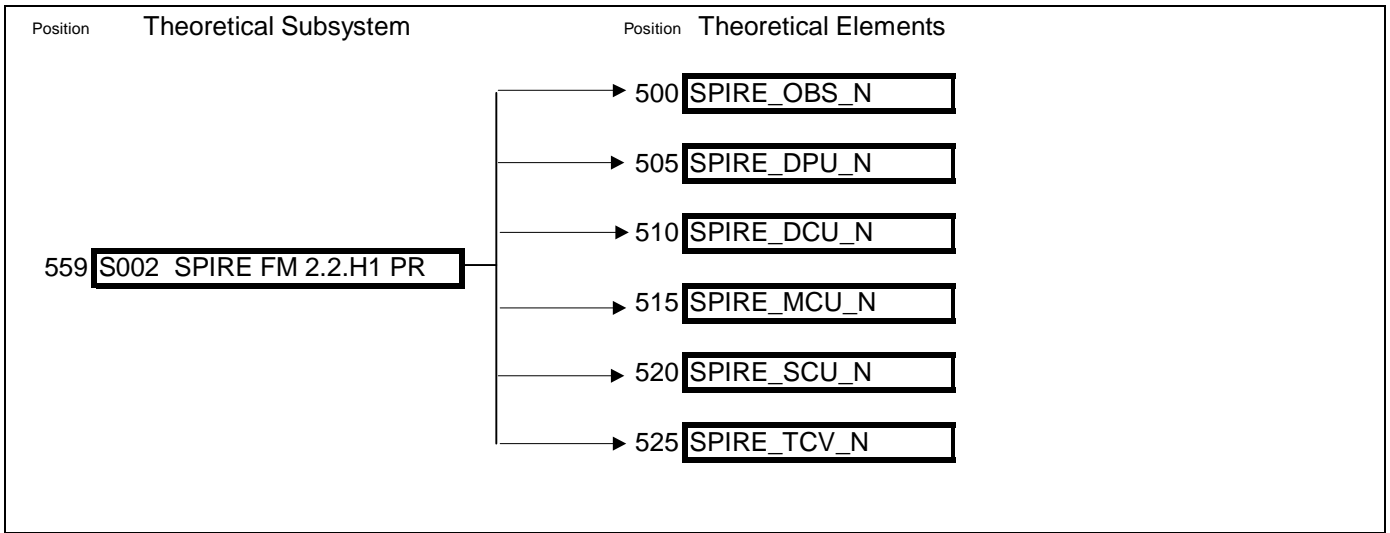 Position Theoretical Subsystem Position Theoretical Elements
500 SPIRE_OBS_N
505 SPIRE_DPU_N
510 SPIRE_DCU_N
559 S002 SPIRE FM 2.2.H1 PR
515 SPIRE_MCU_N
520 SPIRE_SCU_N
525 SPIRE_TCV_N